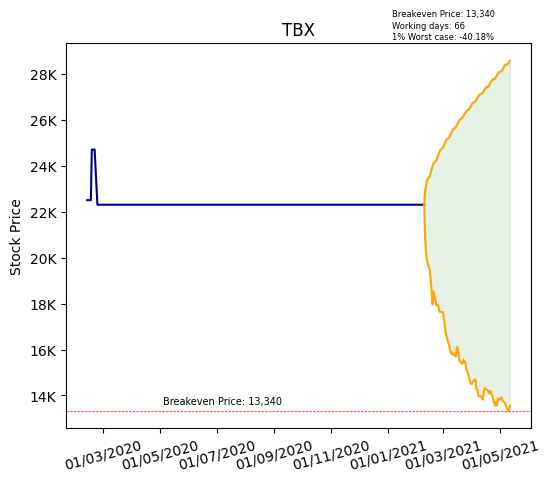 Breakeven Price: 13,340
Working days: 66
1% Worst case: -40.18%
TBX
Stock Price
28K
26K
24K
22K
20K
18K
16K
14K
Breakeven Price: 13,340
01/03/2020
01/05/2020
01/07/2020
01/09/2020
01/11/2020
01/01/2021
01/03/2021
01/05/2021